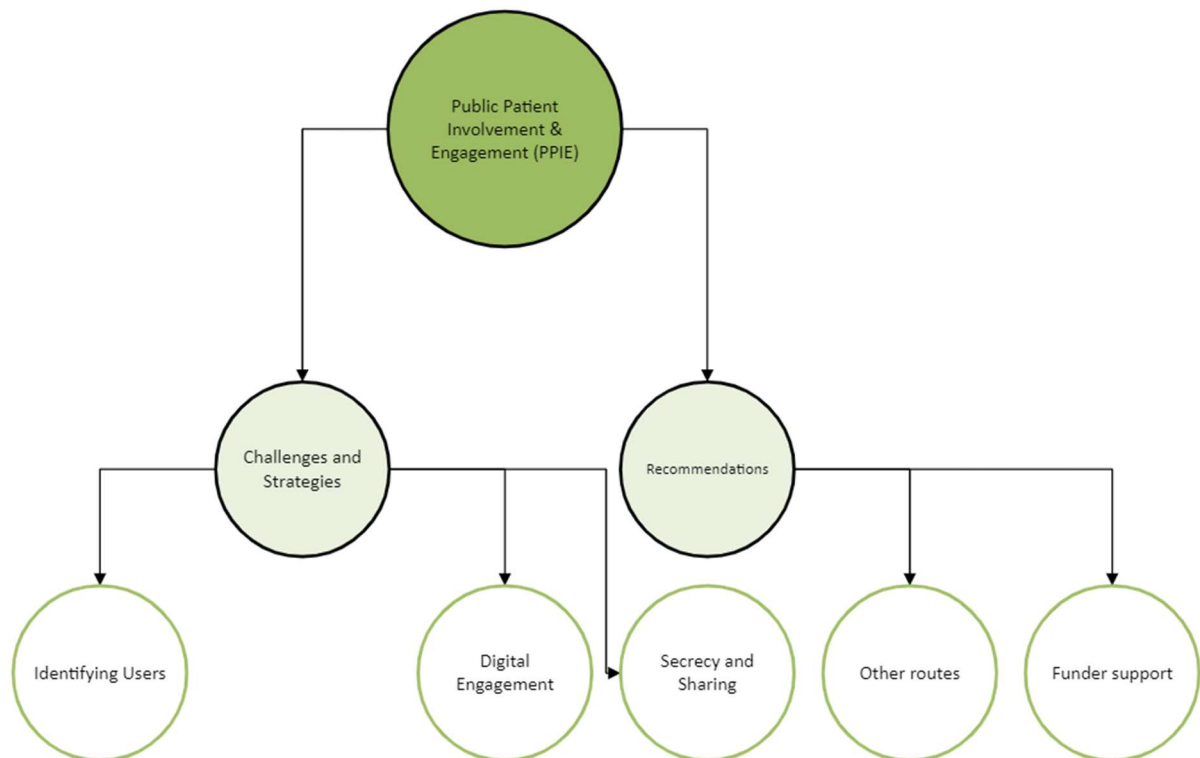 Public Patient
Involvement &
Engagement (PPIE)
Challenges and
Strategies
Recommendations
Identifying Users
Digital
Engagement
Secrecy and
Sharing
Other routes
Funder support